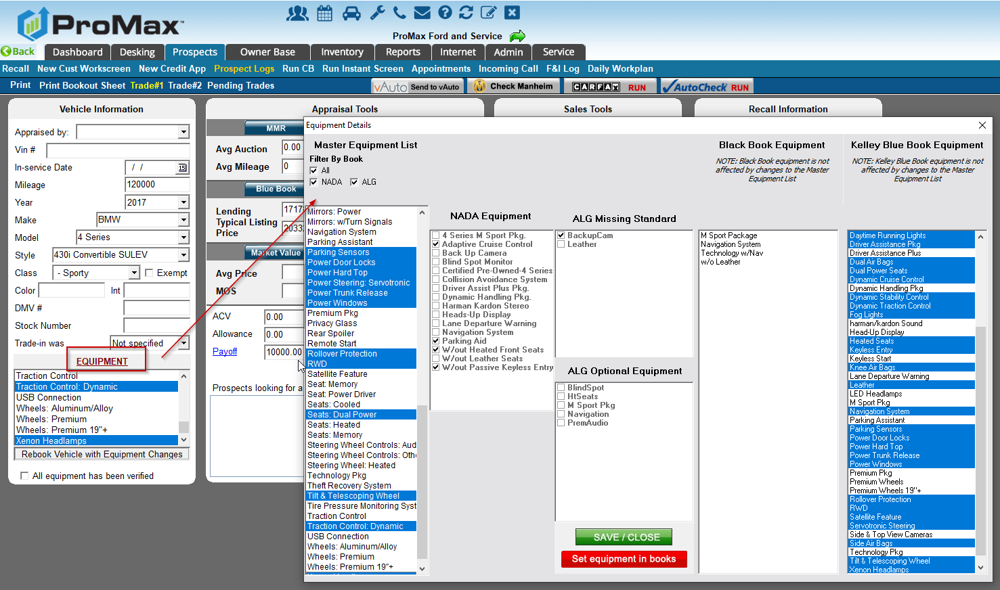 ProMax™
ProMax Ford and Service
Back
Dashboard
Desking
Prospects
Owner Base
Inventory
Reports
Internet
Admin
Service
Recall
New Cust Workscreen
New Credit App
Prospect Logs
Run CB
Run Instant Screen
Appointments
Incoming Call
F&I Log
Daily Workplan
Print
Print Bookout Sheet
Trade#1
Trade#2
Pending Trades
vAuto Send to vAuto
Check Manheim
CARFAX RUN
AutoCheck RUN
Vehicle Information
Appraised by:
Vin #
In-service Date / / 15
Mileage 120000
Year 2017
Make BMW
Model 4 Series
Style 430i Convertible SULEV
Class - Sporty Exempt
Color Int
DMV #
Stock Number
Trade-in was Not specified
EQUIPMENT
Traction Control
Traction Control: Dynamic
USB Connection
Wheels: Aluminum/Alloy
Wheels: Premium
Wheels: Premium 19"+
Xenon Headlamps
Rebook Vehicle with Equipment Changes
All equipment has been verified
Appraisal Tools
MMR
Avg Auction 0.00
Avg Mileage 0
Blue Book
Lending 1717
Typical Listing
Price 2033
Market Value
Avg Price
MOS
ACV 0.00
Allowance 0.00
Payoff 10000.00
Prospects looking for a
Sales Tools
Recall Information
Equipment Details
Master Equipment List
Filter By Book
All
NADA ALG
Mirrors: Power
Mirrors: w/Turn Signals
Navigation System
Parking Assistant
Parking Sensors
Power Door Locks
Power Hard Top
Power Steering: Servotronic
Power Trunk Release
Power Windows
Premium Pkg
Privacy Glass
Rear Spoiler
Remote Start
Rollover Protection
RWD
Satellite Feature
Seat: Memory
Seat: Power Driver
Seats: Cooled
Seats: Dual Power
Seats: Heated
Seats: Memory
Steering Wheel Controls: Aud
Steering Wheel Controls: Oth
Steering Wheel: Heated
Technology Pkg
Theft Recovery System
Tilt & Telescoping Wheel
Tire Pressure Monitoring Syst
Traction Control
Traction Control: Dynamic
USB Connection
Wheels: Aluminum/Alloy
Wheels: Premium
Wheels: Premium 19"+
NADA Equipment
4 Series M Sport Pkg.
Adaptive Cruise Control
Back Up Camera
Blind Spot Monitor
Certified Pre-Owned-4 Series
Collision Avoidance System
Driver Assist Plus Pkg.
Dynamic Handling Pkg.
Harman Kardon Stereo
Heads-Up Display
Lane Departure Warning
Navigation System
Parking Aid
W/out Heated Front Seats
W/out Leather Seats
W/out Passive Keyless Entry
ALG Missing Standard
BackupCam
Leather
ALG Optional Equipment
BlindSpot
HtSeats
M Sport Pkg
Navigation
PremAudio
SAVE / CLOSE
Set equipment in books
Black Book Equipment
NOTE: Black Book equipment is not
affected by changes to the Master
Equipment List
M Sport Package
Navigation System
Technology w/Nav
w/o Leather
Kelley Blue Book Equipment
NOTE: Kelley Blue Book equipment is not
affected by changes to the Master
Equipment List
Daytime Running Lights
Driver Assistance Pkg
Driver Assistance Plus
Dual Air Bags
Dual Power Seats
Dynamic Cruise Control
Dynamic Handling Pkg
Dynamic Stability Control
Dynamic Traction Control
Fog Lights
harman/kardon Sound
Head-Up Display
Heated Seats
Keyless Entry
Keyless Start
Knee Air Bags
Lane Departure Warning
Leather
LED Headlamps
M Sport Pkg
Navigation System
Parking Assistant
Parking Sensors
Power Door Locks
Power Hard Top
Power Trunk Release
Power Windows
Premium Pkg
Premium Wheels
Premium Wheels 19"+
Rollover Protection
RWD
Satellite Feature
Servotronic Steering
Side & Top View Cameras
Side Air Bags
Technology Pkg
Tilt & Telescoping Wheel
Xenon Headlamps